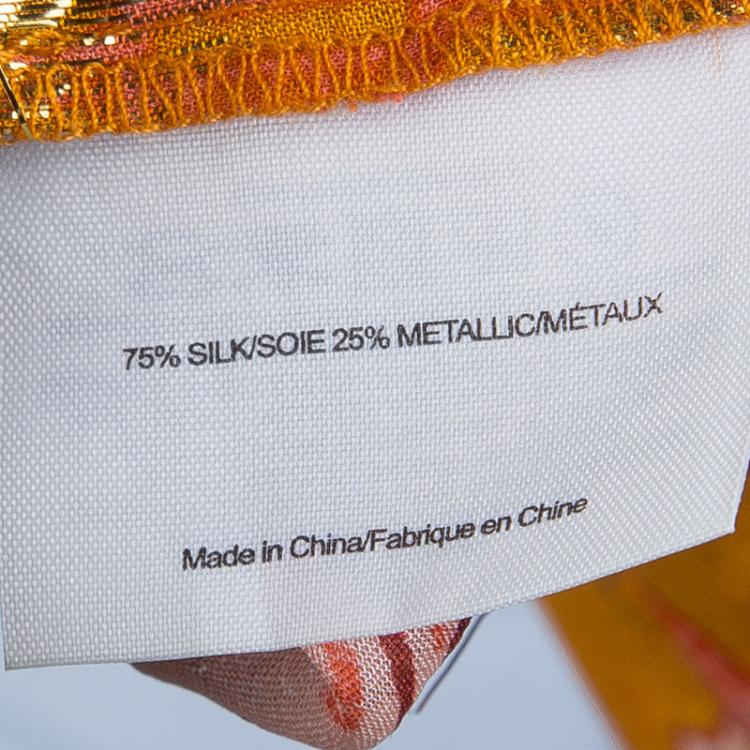 75% SILK/SOIE 25% METALLIC/MÉTAUX
Made in China/Fabrique en Chine